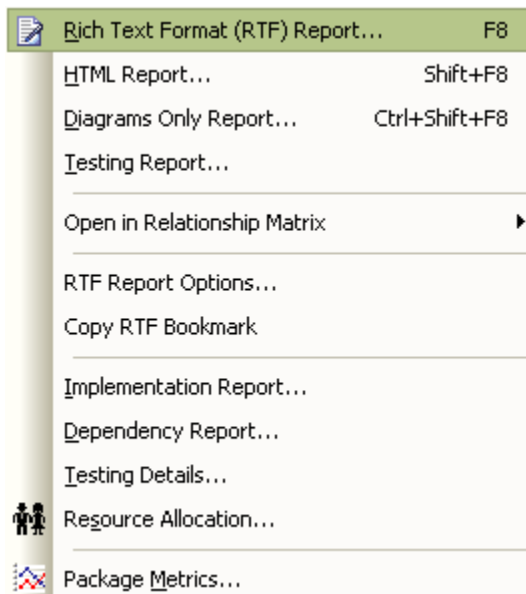 Rich Text Format (RTF) Report... F8
HTML Report... Shift+F8
Diagrams Only Report... Ctrl+Shift+F8
Testing Report...
Open in Relationship Matrix
RTF Report Options...
Copy RTF Bookmark
Implementation Report...
Dependency Report...
Testing Details...
Resource Allocation...
Package Metrics...